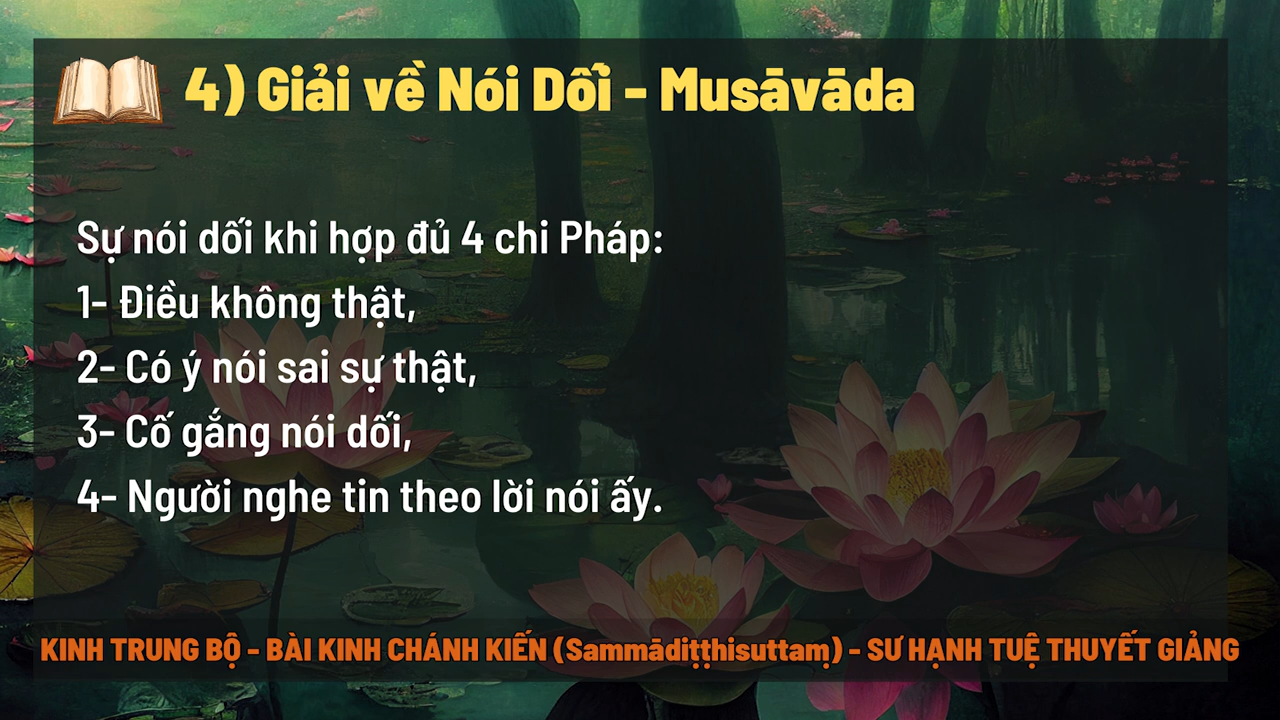 4) Giải về Nói Dối - Musāvāda
Sự nói dối khi hợp đủ 4 chi Pháp:
1- Điều không thật,
2- Có ý nói sai sự thật,
3- Cố gắng nói dối,
4- Người nghe tin theo lời nói ấy.
KINH TRUNG BỘ - BÀI KINH CHÁNH KIẾN (Sammādiṭṭhisuttaṃ) - SƯ HẠNH TUỆ THUYẾT GIẢNG